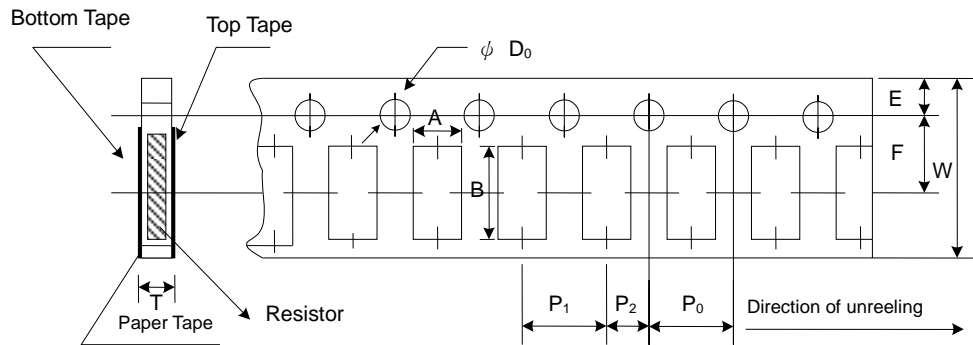 Bottom Tape
Top Tape
ψ D₀
E
A
F
W
B
T
P₁
P₂
P₀
Direction of unreeling
Resistor
Paper Tape